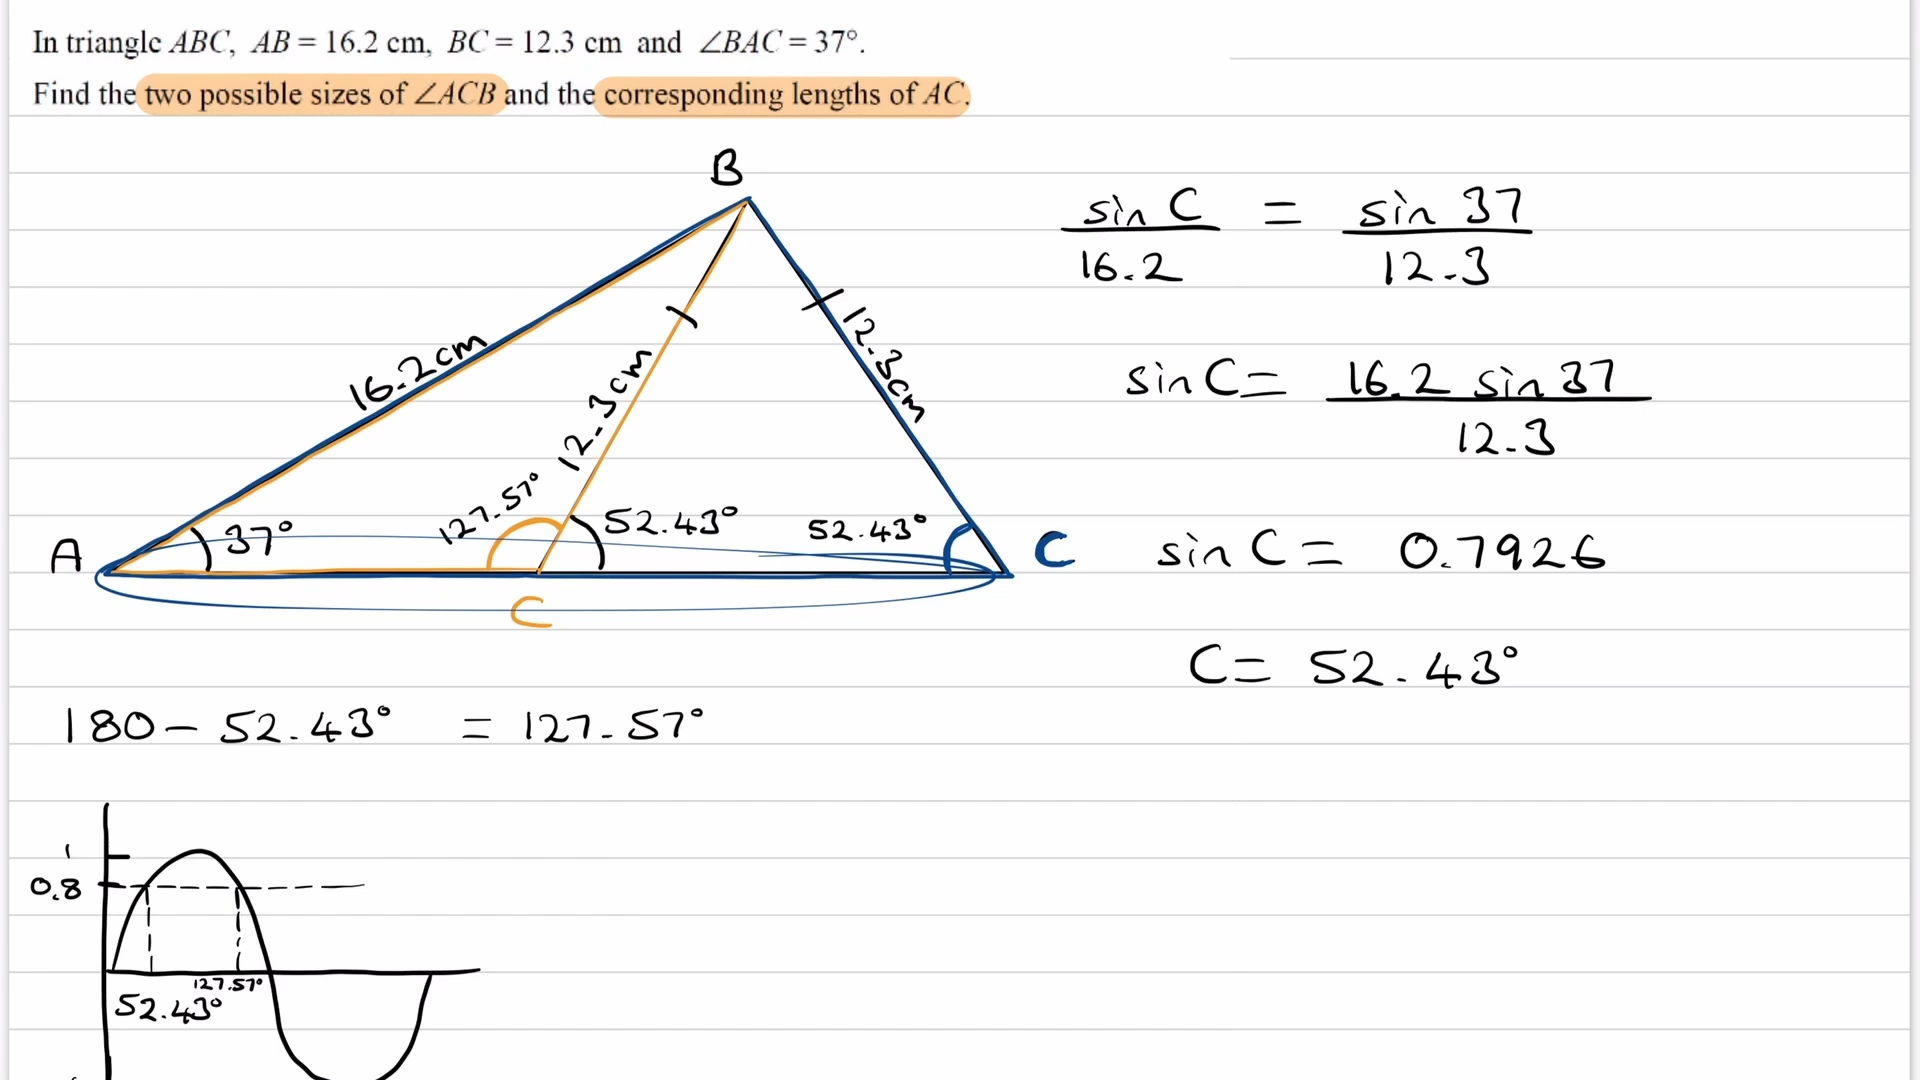 In triangle ABC, AB = 16.2 cm, BC = 12.3 cm and ∠BAC = 37°.
Find the two possible sizes of ∠ACB and the corresponding lengths of AC.
B
16.2cm
12.3cm
12.3cm
A
37°
127.57°
52.43°
52.43°
C
C
sin C / 16.2 = sin 37 / 12.3
sin C = 16.2 sin 37 / 12.3
sin C = 0.7926
C = 52.43°
180 - 52.43° = 127.57°
1
0.8
127.57°
52.43°